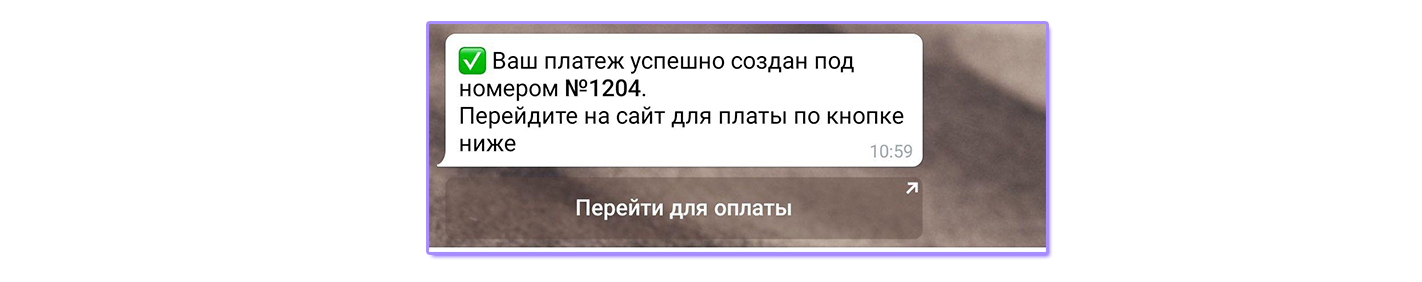 ✅ Ваш платеж успешно создан под
номером №1204.
Перейдите на сайт для платы по кнопке
ниже
10:59
Перейти для оплаты